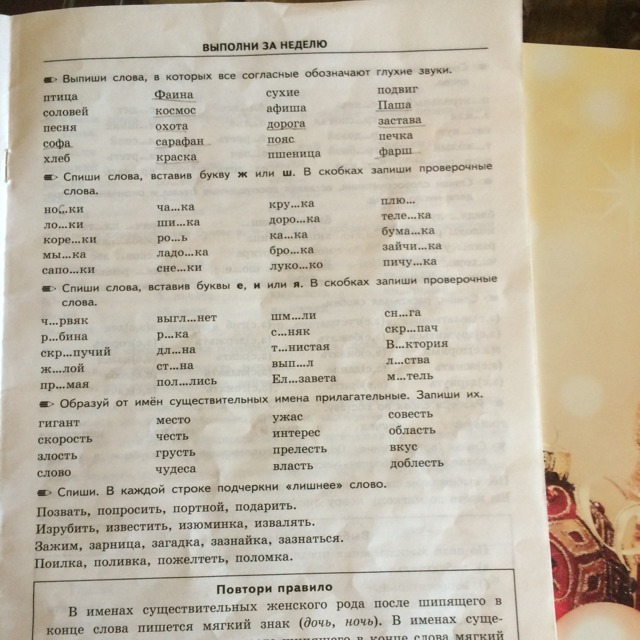 ВЫПОЛНИ ЗА НЕДЕЛЮ
Выпиши слова, в которых все согласные обозначают глухие звуки.
птица Фаина сухие подвиг
соловей космос афиша Паша
песня охота дорога застава
софа сарафан пояс печка
хлеб краска пшеница фарш
Спиши слова, вставив букву ж или ш. В скобках запиши проверочные
слова.
но...ки ча...ка кру...ка плю...
ло...ки ши...ка доро...ка теле...ка
коре...ки ро...ь ка...ка бума...ка
мы...ка ладо...ка бро...ка зайчи...ка
сапо...ки сне...ки луко...ко пичу...ка
Спиши слова, вставив буквы е, и или я. В скобках запиши проверочные
слова.
ч...рвяк выгл...нет шм...ли сн...га
р...бина р...ка с...няк скр...пач
скр...пучий дл...на т...нистая В...ктория
ж...лой ст...на вып...л л...ства
пр...мая пол...лись Ел...завета м...тель
Образуй от имён существительных имена прилагательные. Запиши их.
гигант место ужас совесть
скорость честь интерес область
злость грусть прелесть вкус
слово чудеса власть доблесть
Спиши. В каждой строке подчеркни «лишнее» слово.
Позвать, попросить, портной, подарить.
Изрубить, известить, изюминка, извалять.
Зажим, зарница, загадка, зазнайка, зазнаться.
Поилка, поливка, пожелтеть, поломка.
Повтори правило
В именах существительных женского рода после шипящего в
конце слова пишется мягкий знак (дочь, ночь). В именах суще-
шипящего в конце слова мягкий